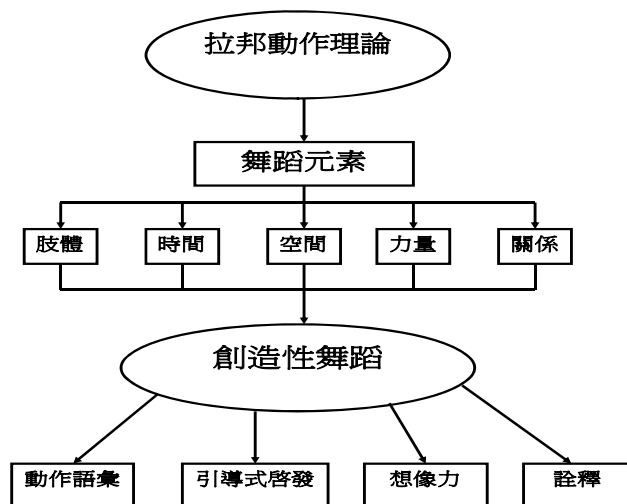 拉邦動作理論
舞蹈元素
肢體 時間 空間 力量 關係
創造性舞蹈
動作語彙 引導式啓發 想像力 詮釋